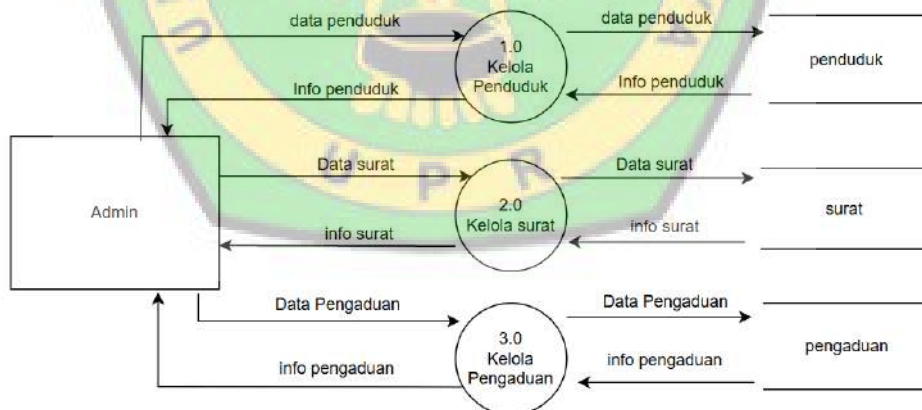 data penduduk
data penduduk
1.0
Kelola
Penduduk
penduduk
Info penduduk
Info penduduk
Data surat
Data surat
Admin
2.0
Kelola surat
surat
info surat
info surat
Data Pengaduan
Data Pengaduan
3.0
Kelola
Pengaduan
pengaduan
info pengaduan
info pengaduan
U P R